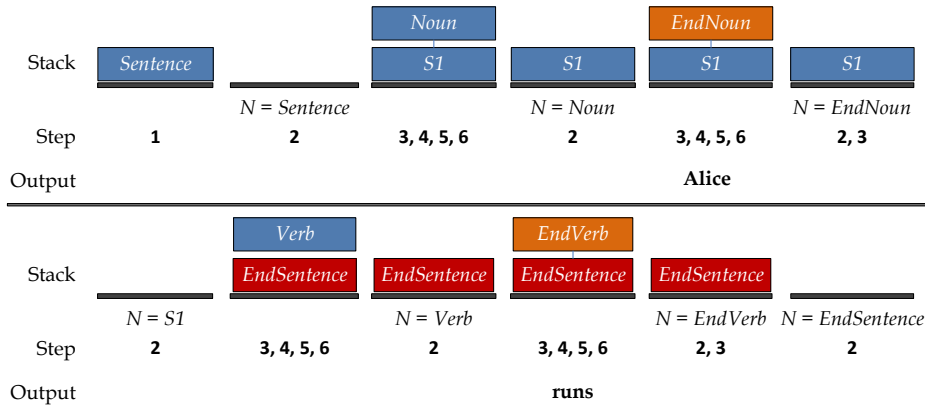 Noun EndNoun
Stack Sentence S1 S1 S1 S1
N = Sentence N = Noun N = EndNoun
Step 1 2 3, 4, 5, 6 2 3, 4, 5, 6 2, 3
Output Alice
Verb EndVerb
Stack EndSentence EndSentence EndSentence EndSentence
N = S1 N = Verb N = EndVerb N = EndSentence
Step 2 3, 4, 5, 6 2 3, 4, 5, 6 2, 3 2
Output runs